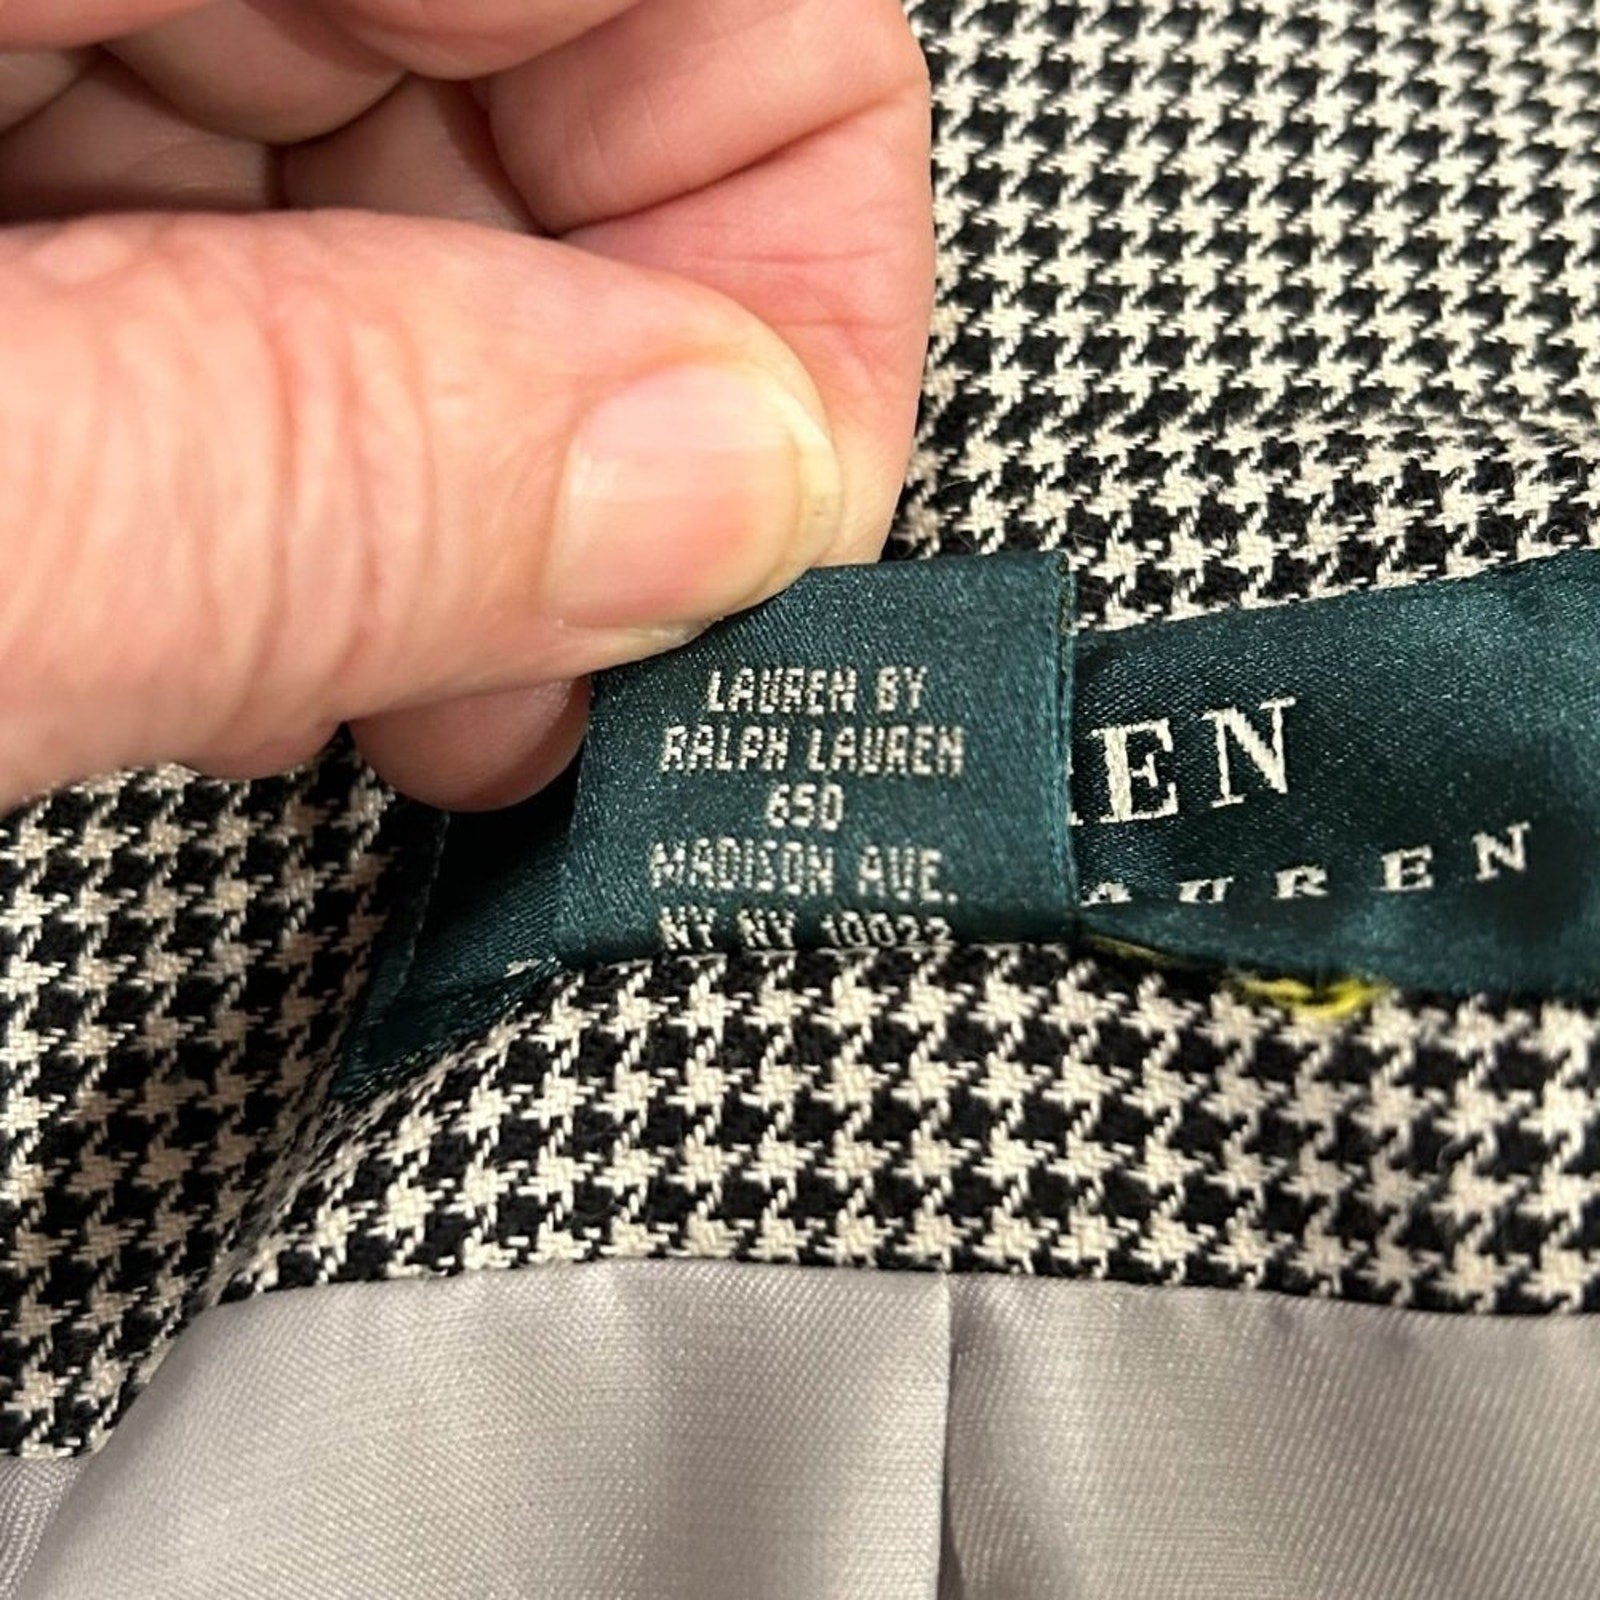 LAUREN BY
RALPH LAUREN
650
MADISON AVE.
NY NY 10022
EN
AUREN